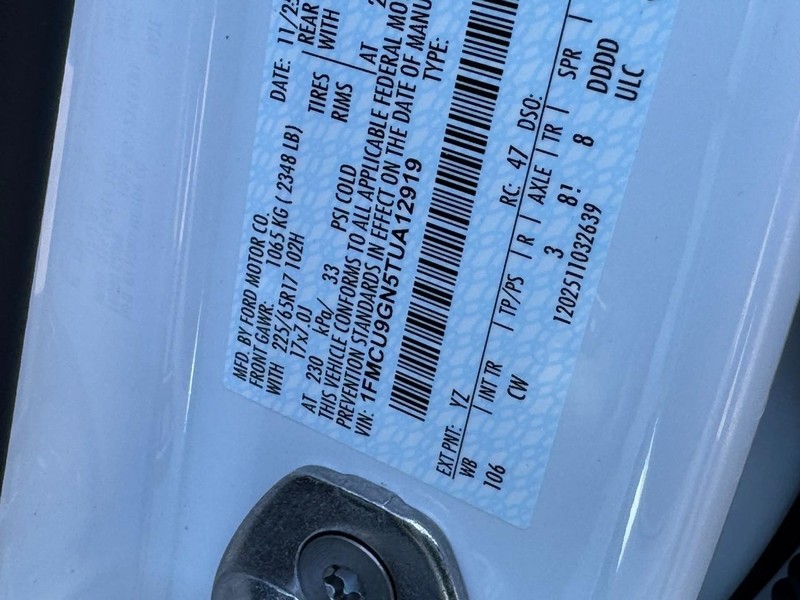 MFD. BY FORD MOTOR CO.
DATE: 11/25
FRONT GAWR: 1065 KG ( 2348 LB)
REAR
WITH 225/65R17 102H TIRES WITH
17x7.0J RIMS
AT 230 kPa/ 33 PSI COLD AT
THIS VEHICLE CONFORMS TO ALL APPLICABLE FEDERAL MO
PREVENTION STANDARDS IN EFFECT ON THE DATE OF MANU
VIN: 1FMCU9GN5TUA12919 TYPE:
EXT PNT: YZ RC: 47 DSO:
WB | INT TR | TP/PS | R | AXLE | TR | SPR |
106 CW 3 8! 8 DDDD
1202511032639 ULC